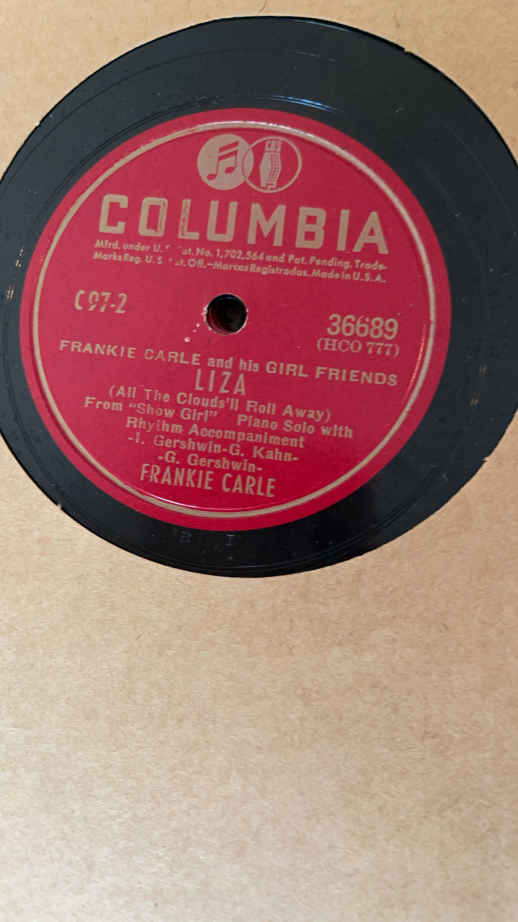 COLUMBIA
Mfrd. under U. Pat. No. 1,702,564 and Pat. Pending. Trade-
Marks Reg. U. S. Pat. Off.–Marcas Registradas. Made in U.S.A.
C 97-2
36689
(HCO 777)
FRANKIE CARLE and his GIRL FRIENDS
LIZA
(All The Clouds'll Roll Away)
From "Show Girl" Piano Solo with
Rhythm Accompaniment
-I. Gershwin-G. Kahn-
-G. Gershwin-
FRANKIE CARLE